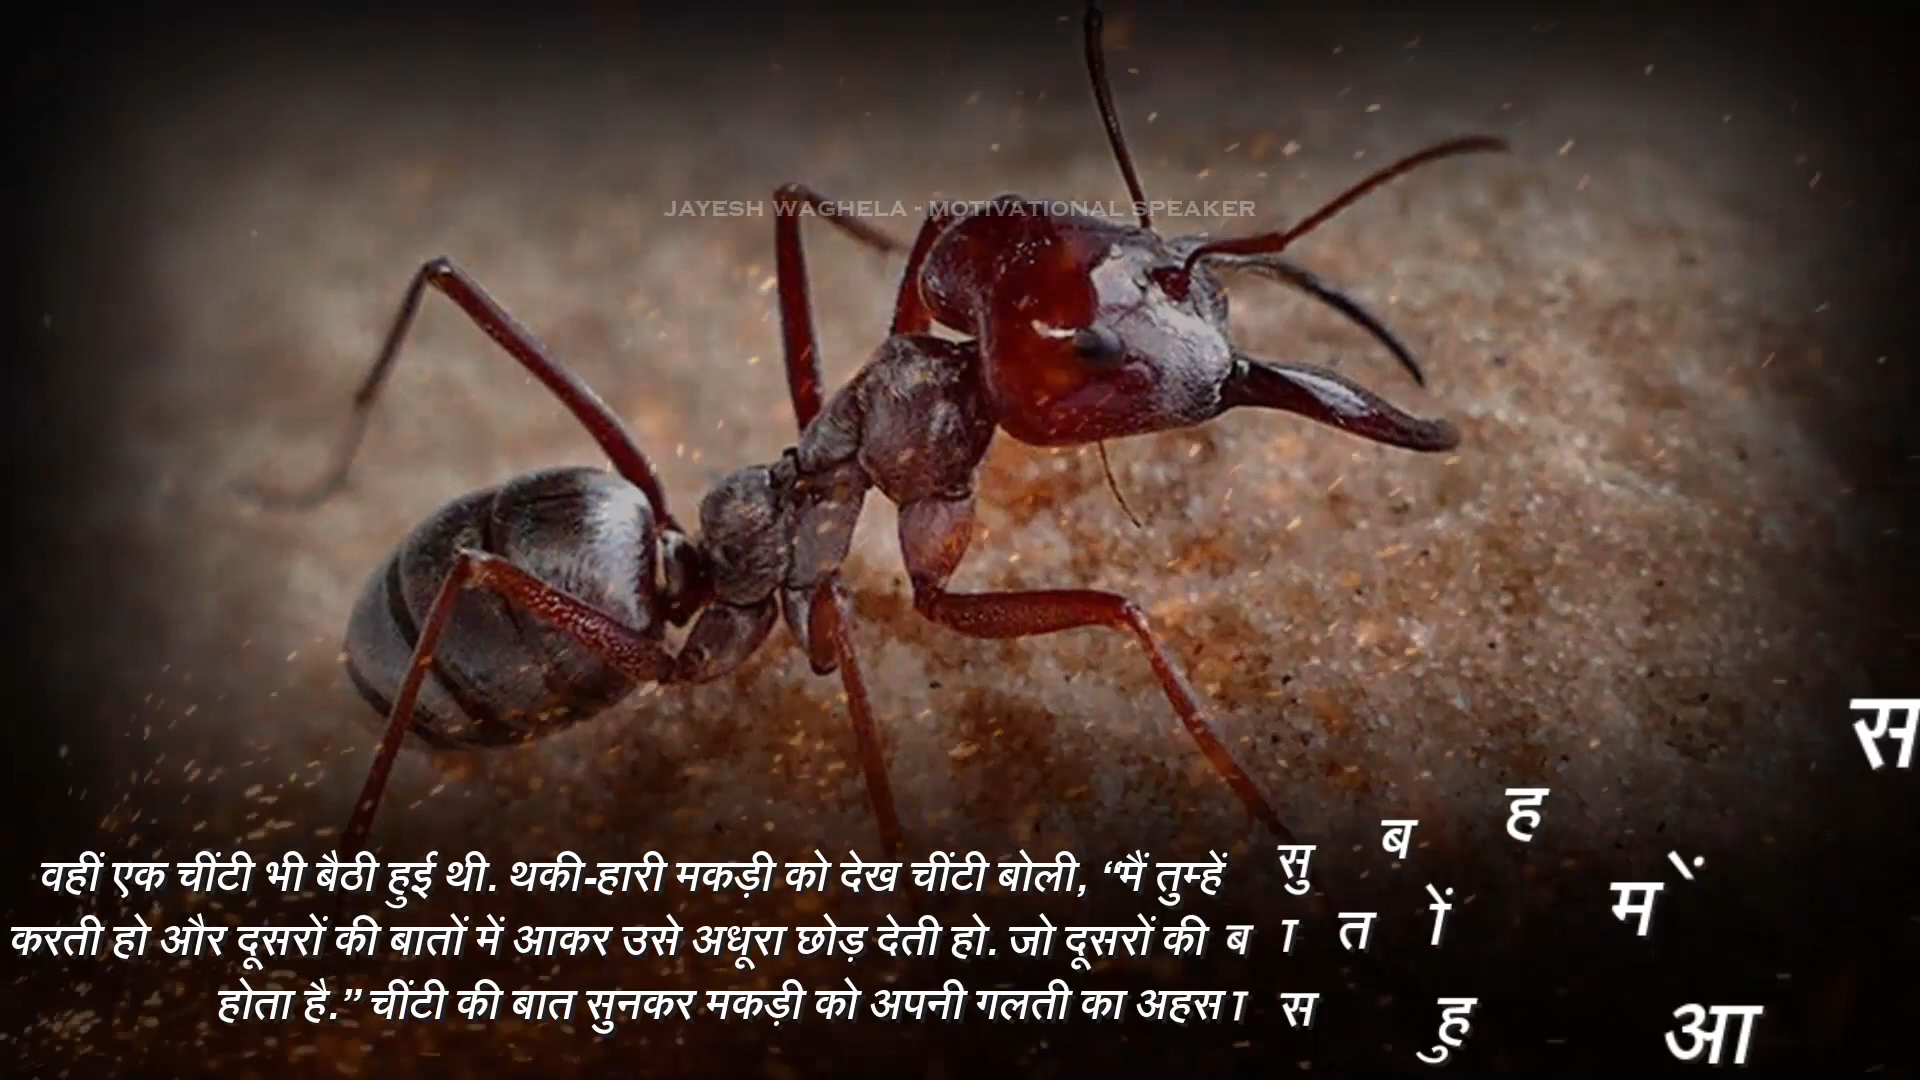 JAYESH WAGHELA - MOTIVATIONAL SPEAKER
वहीं एक चींटी भी बैठी हुई थी. थकी-हारी मकड़ी को देख चींटी बोली, “मैं तुम्हें सुबह स
करती हो और दूसरों की बातों में आकर उसे अधूरा छोड़ देती हो. जो दूसरों की बातों में
होता है.” चींटी की बात सुनकर मकड़ी को अपनी गलती का अहसास हुआ